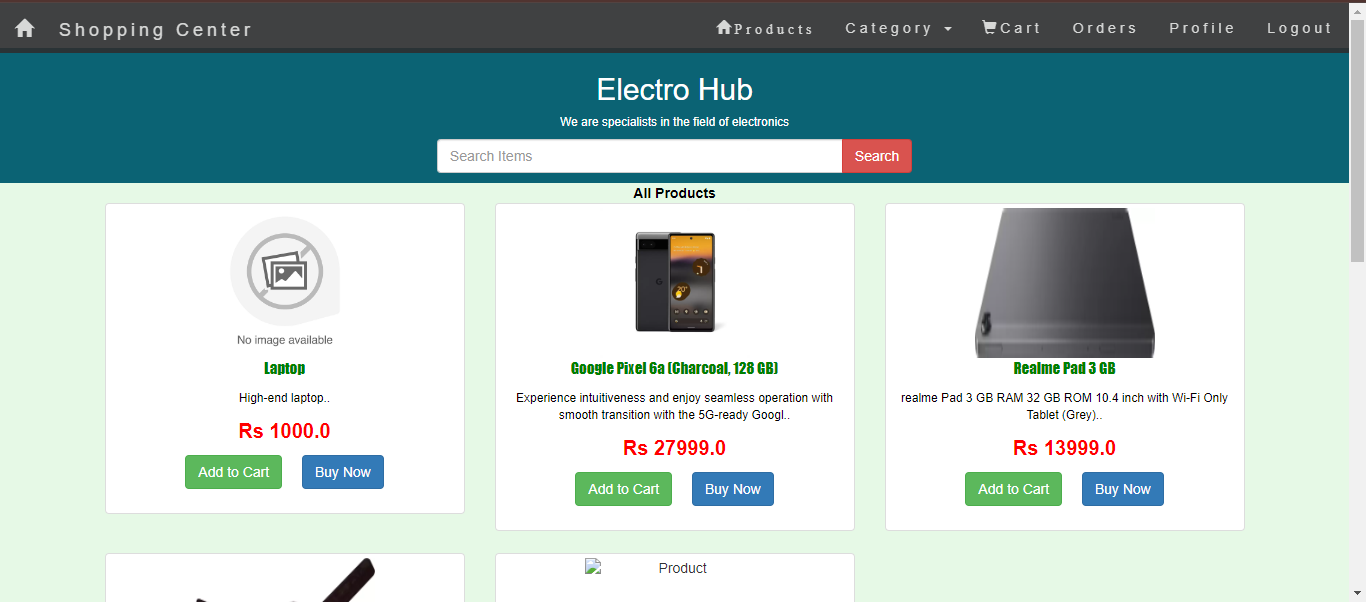 Shopping Center
Products
Category
Cart
Orders
Profile
Logout
Electro Hub
We are specialists in the field of electronics
Search Items
Search
All Products
No image available
Laptop
High-end laptop..
Rs 1000.0
Add to Cart
Buy Now
Google Pixel 6a (Charcoal, 128 GB)
Experience intuitiveness and enjoy seamless operation with
smooth transition with the 5G-ready Googl..
Rs 27999.0
Add to Cart
Buy Now
Realme Pad 3 GB
realme Pad 3 GB RAM 32 GB ROM 10.4 inch with Wi-Fi Only
Tablet (Grey)..
Rs 13999.0
Add to Cart
Buy Now
Product